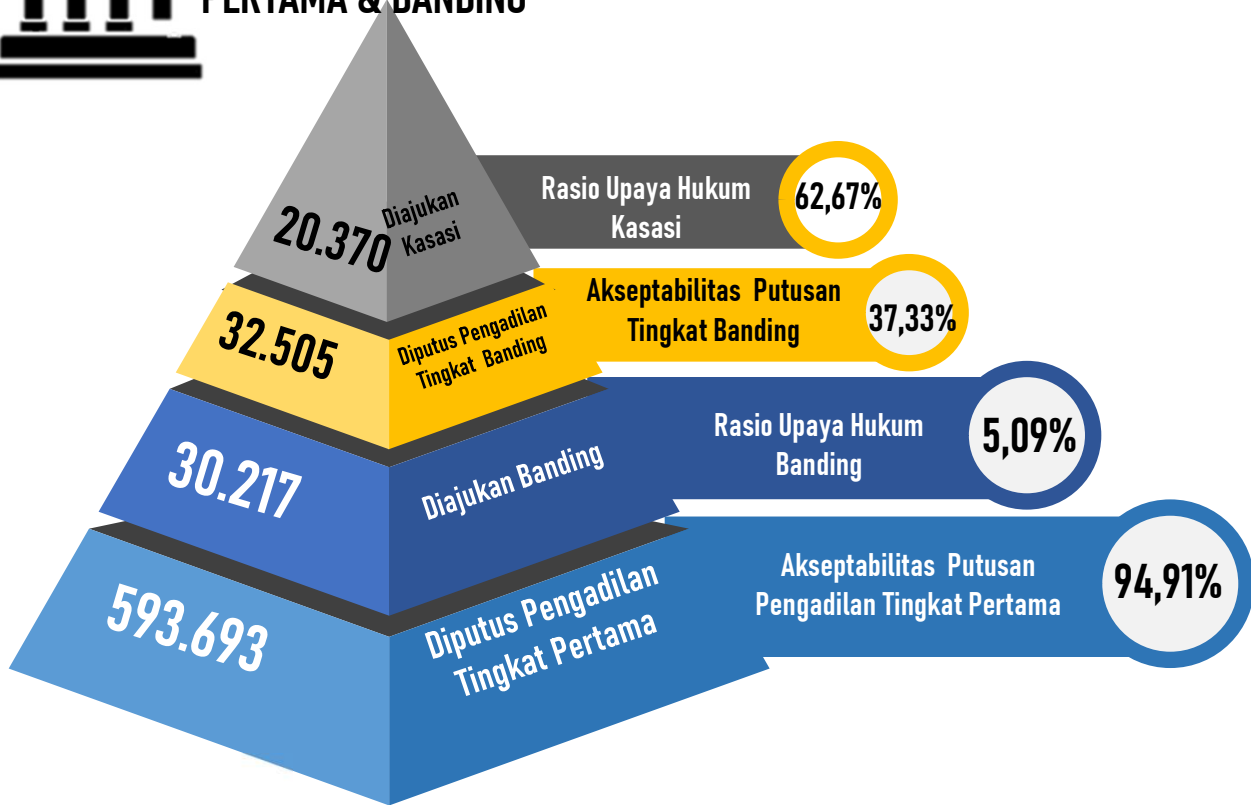 PERTAMA & BANDING
20.370
Diajukan
Kasasi
Rasio Upaya Hukum
Kasasi
62,67%
32.505
Diputus Pengadilan
Tingkat Banding
Akseptabilitas Putusan
Tingkat Banding
37,33%
30.217
Diajukan Banding
Rasio Upaya Hukum
Banding
5,09%
593.693
Diputus Pengadilan
Tingkat Pertama
Akseptabilitas Putusan
Pengadilan Tingkat Pertama
94,91%